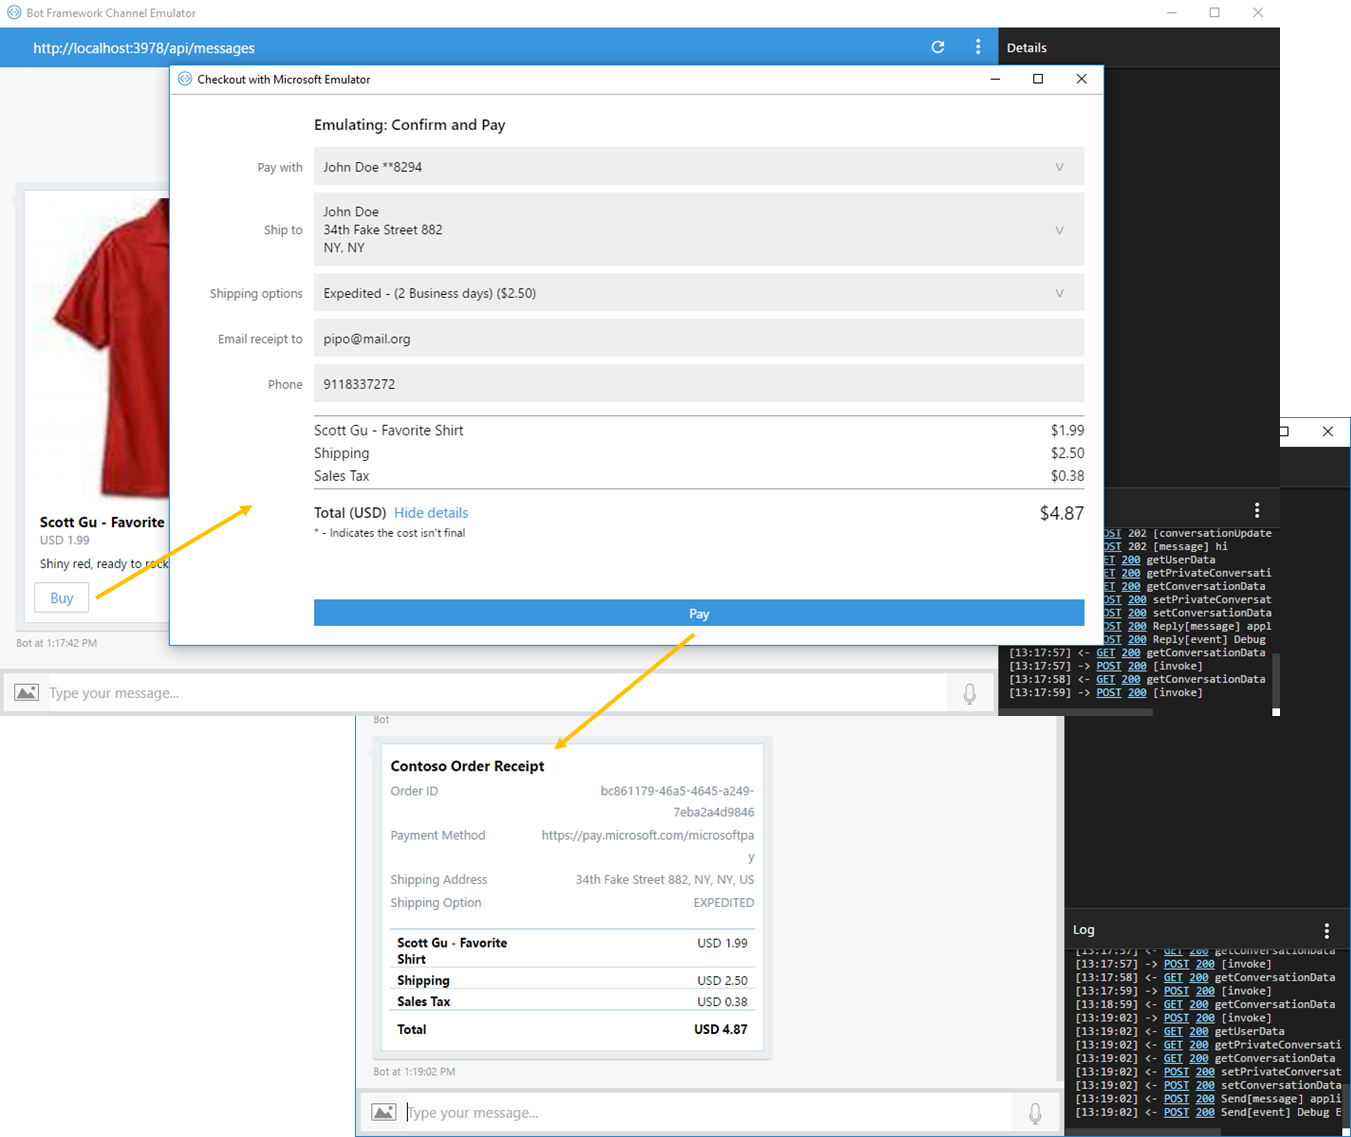 Bot Framework Channel Emulator
http://localhost:3978/api/messages
Details
Checkout with Microsoft Emulator
Emulating: Confirm and Pay
Pay with
John Doe **8294
Ship to
John Doe
34th Fake Street 882
NY, NY
Shipping options
Expedited - (2 Business days) ($2.50)
Email receipt to
pipo@mail.org
Phone
9118337272
Scott Gu - Favorite Shirt $1.99
Shipping $2.50
Sales Tax $0.38
Total (USD) Hide details $4.87
* - Indicates the cost isn't final
Pay
Scott Gu - Favorite
USD 1.99
Shiny red, ready to rock
Buy
Bot at 1:17:42 PM
Type your message...
OST 202 [conversationUpdate
OST 202 [message] hi
ET 200 getUserData
ET 200 getPrivateConversati
ET 200 getConversationData
OST 200 setPrivateConversat
OST 200 setConversationData
OST 200 Reply[message] appl
OST 200 Reply[event] Debug
[13:17:57] <- GET 200 getConversationData
[13:17:57] -> POST 200 [invoke]
[13:17:58] <- GET 200 getConversationData
[13:17:59] -> POST 200 [invoke]
Bot
Contoso Order Receipt
Order ID bc861179-46a5-4645-a249-
7eba2a4d9846
Payment Method https://pay.microsoft.com/microsoftpa
y
Shipping Address 34th Fake Street 882, NY, NY, US
Shipping Option EXPEDITED
Scott Gu - Favorite USD 1.99
Shirt
Shipping USD 2.50
Sales Tax USD 0.38
Total USD 4.87
Bot at 1:19:02 PM
Type your message...
Log
[13:17:57] <- GET 200 getConversationData
[13:17:57] -> POST 200 [invoke]
[13:17:58] <- GET 200 getConversationData
[13:17:59] -> POST 200 [invoke]
[13:18:59] <- GET 200 getConversationData
[13:19:02] -> POST 200 [invoke]
[13:19:02] <- GET 200 getUserData
[13:19:02] <- GET 200 getPrivateConversati
[13:19:02] <- GET 200 getConversationData
[13:19:02] <- POST 200 setPrivateConversat
[13:19:02] <- POST 200 setConversationData
[13:19:02] <- POST 200 Send[message] appli
[13:19:02] <- POST 200 Send[event] Debug E